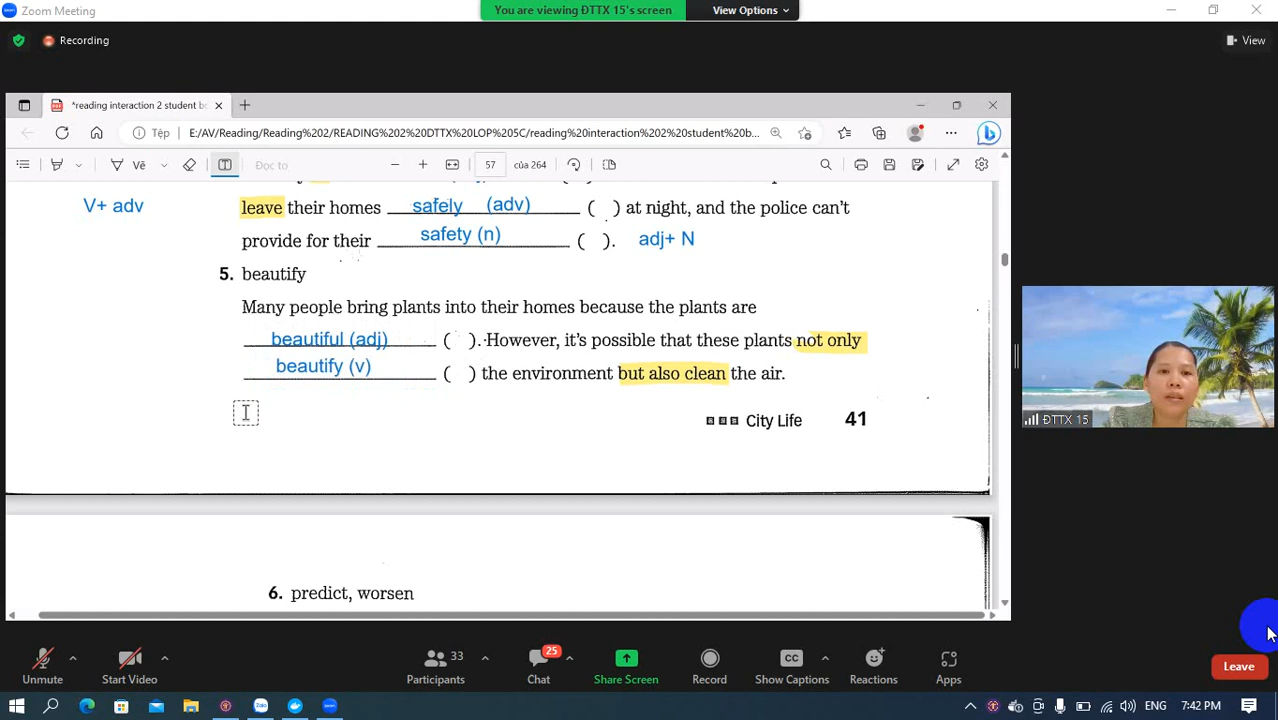 Zoom Meeting
You are viewing ĐTTX 15's screen
View Options
Recording
View
*reading interaction 2 student bo
Tệp
E:/AV/Reading/Reading%202/READING%202%20DTTX%20LOP%205C/reading%20interaction%202%20student%20b...
Vẽ
Đọc to
57
của 264
V+ adv
leave their homes safely (adv) ( ) at night, and the police can't
provide for their safety (n) ( ). adj+ N
5. beautify
Many people bring plants into their homes because the plants are
beautiful (adj) ( ). However, it's possible that these plants not only
beautify (v) ( ) the environment but also clean the air.
City Life 41
6. predict, worsen
ĐTTX 15
Unmute
Start Video
33
Participants
25
Chat
Share Screen
Record
CC
Show Captions
Reactions
Apps
Leave
ENG
7:42 PM